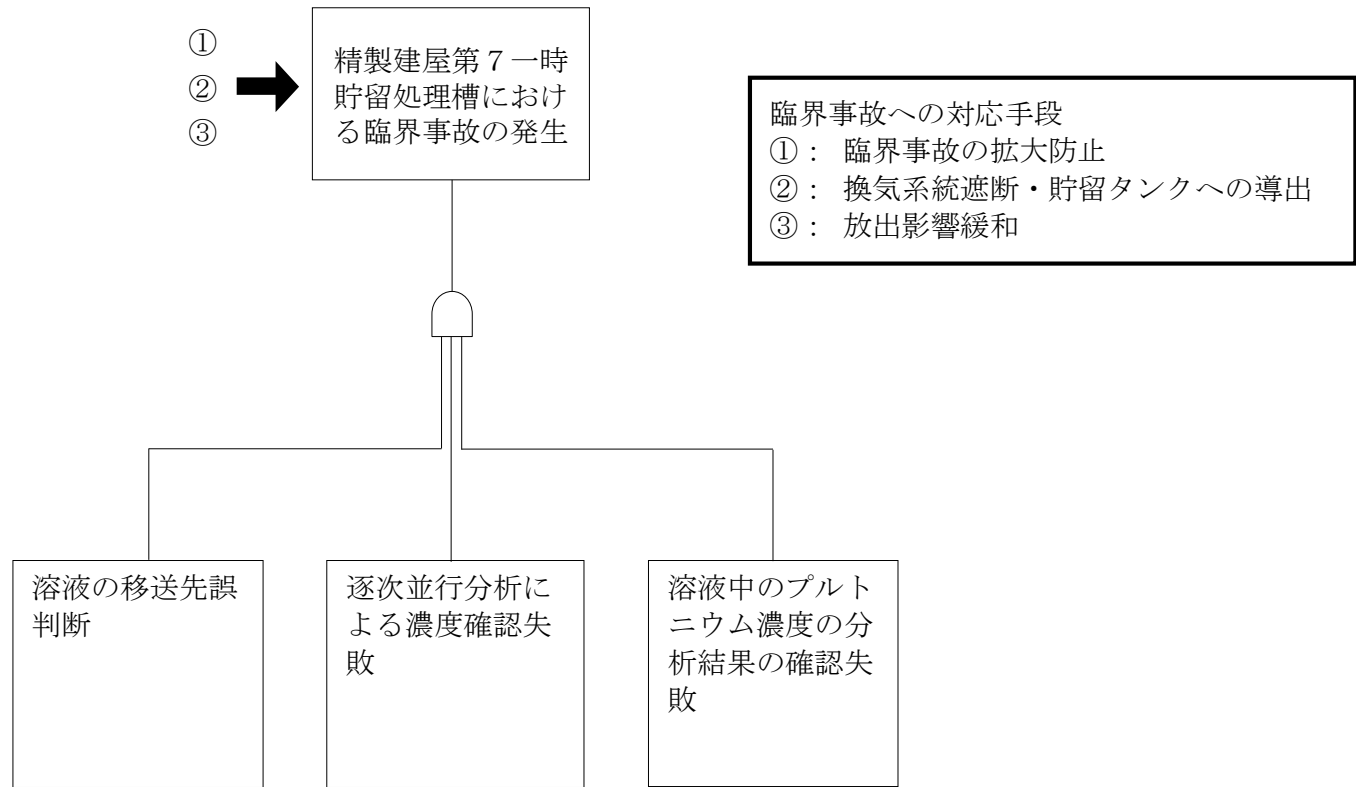 ①
②
③
精製建屋第７一時
貯留処理槽におけ
る臨界事故の発生
臨界事故への対応手段
①： 臨界事故の拡大防止
②： 換気系統遮断・貯留タンクへの導出
③： 放出影響緩和
溶液の移送先誤
判断
逐次並行分析に
よる濃度確認失
敗
溶液中のプルト
ニウム濃度の分
析結果の確認失
敗